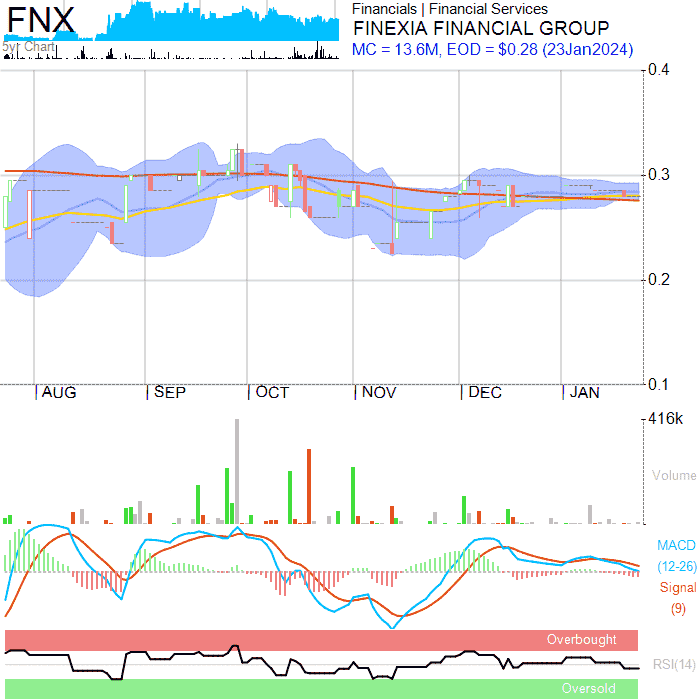 FNX
5yr Chart
Financials | Financial Services
FINEXIA FINANCIAL GROUP
MC = 13.6M, EOD = $0.28 (23Jan2024)
0.4
0.3
0.2
0.1
AUG SEP OCT NOV DEC JAN
416k
Volume
MACD
(12-26)
Signal
(9)
Overbought
RSI(14)
Oversold